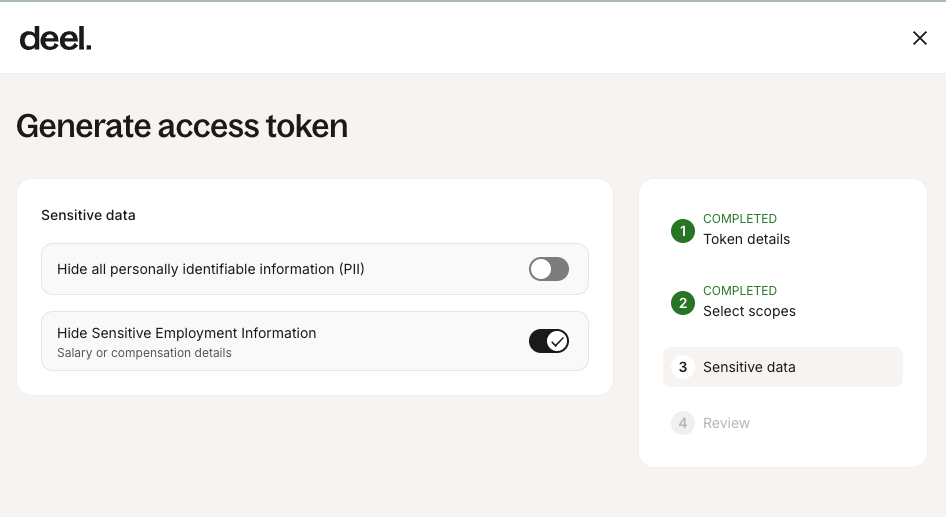 deel.
Generate access token
Sensitive data
Hide all personally identifiable information (PII)
Hide Sensitive Employment Information
Salary or compensation details
1
COMPLETED
Token details
2
COMPLETED
Select scopes
3 Sensitive data
4 Review